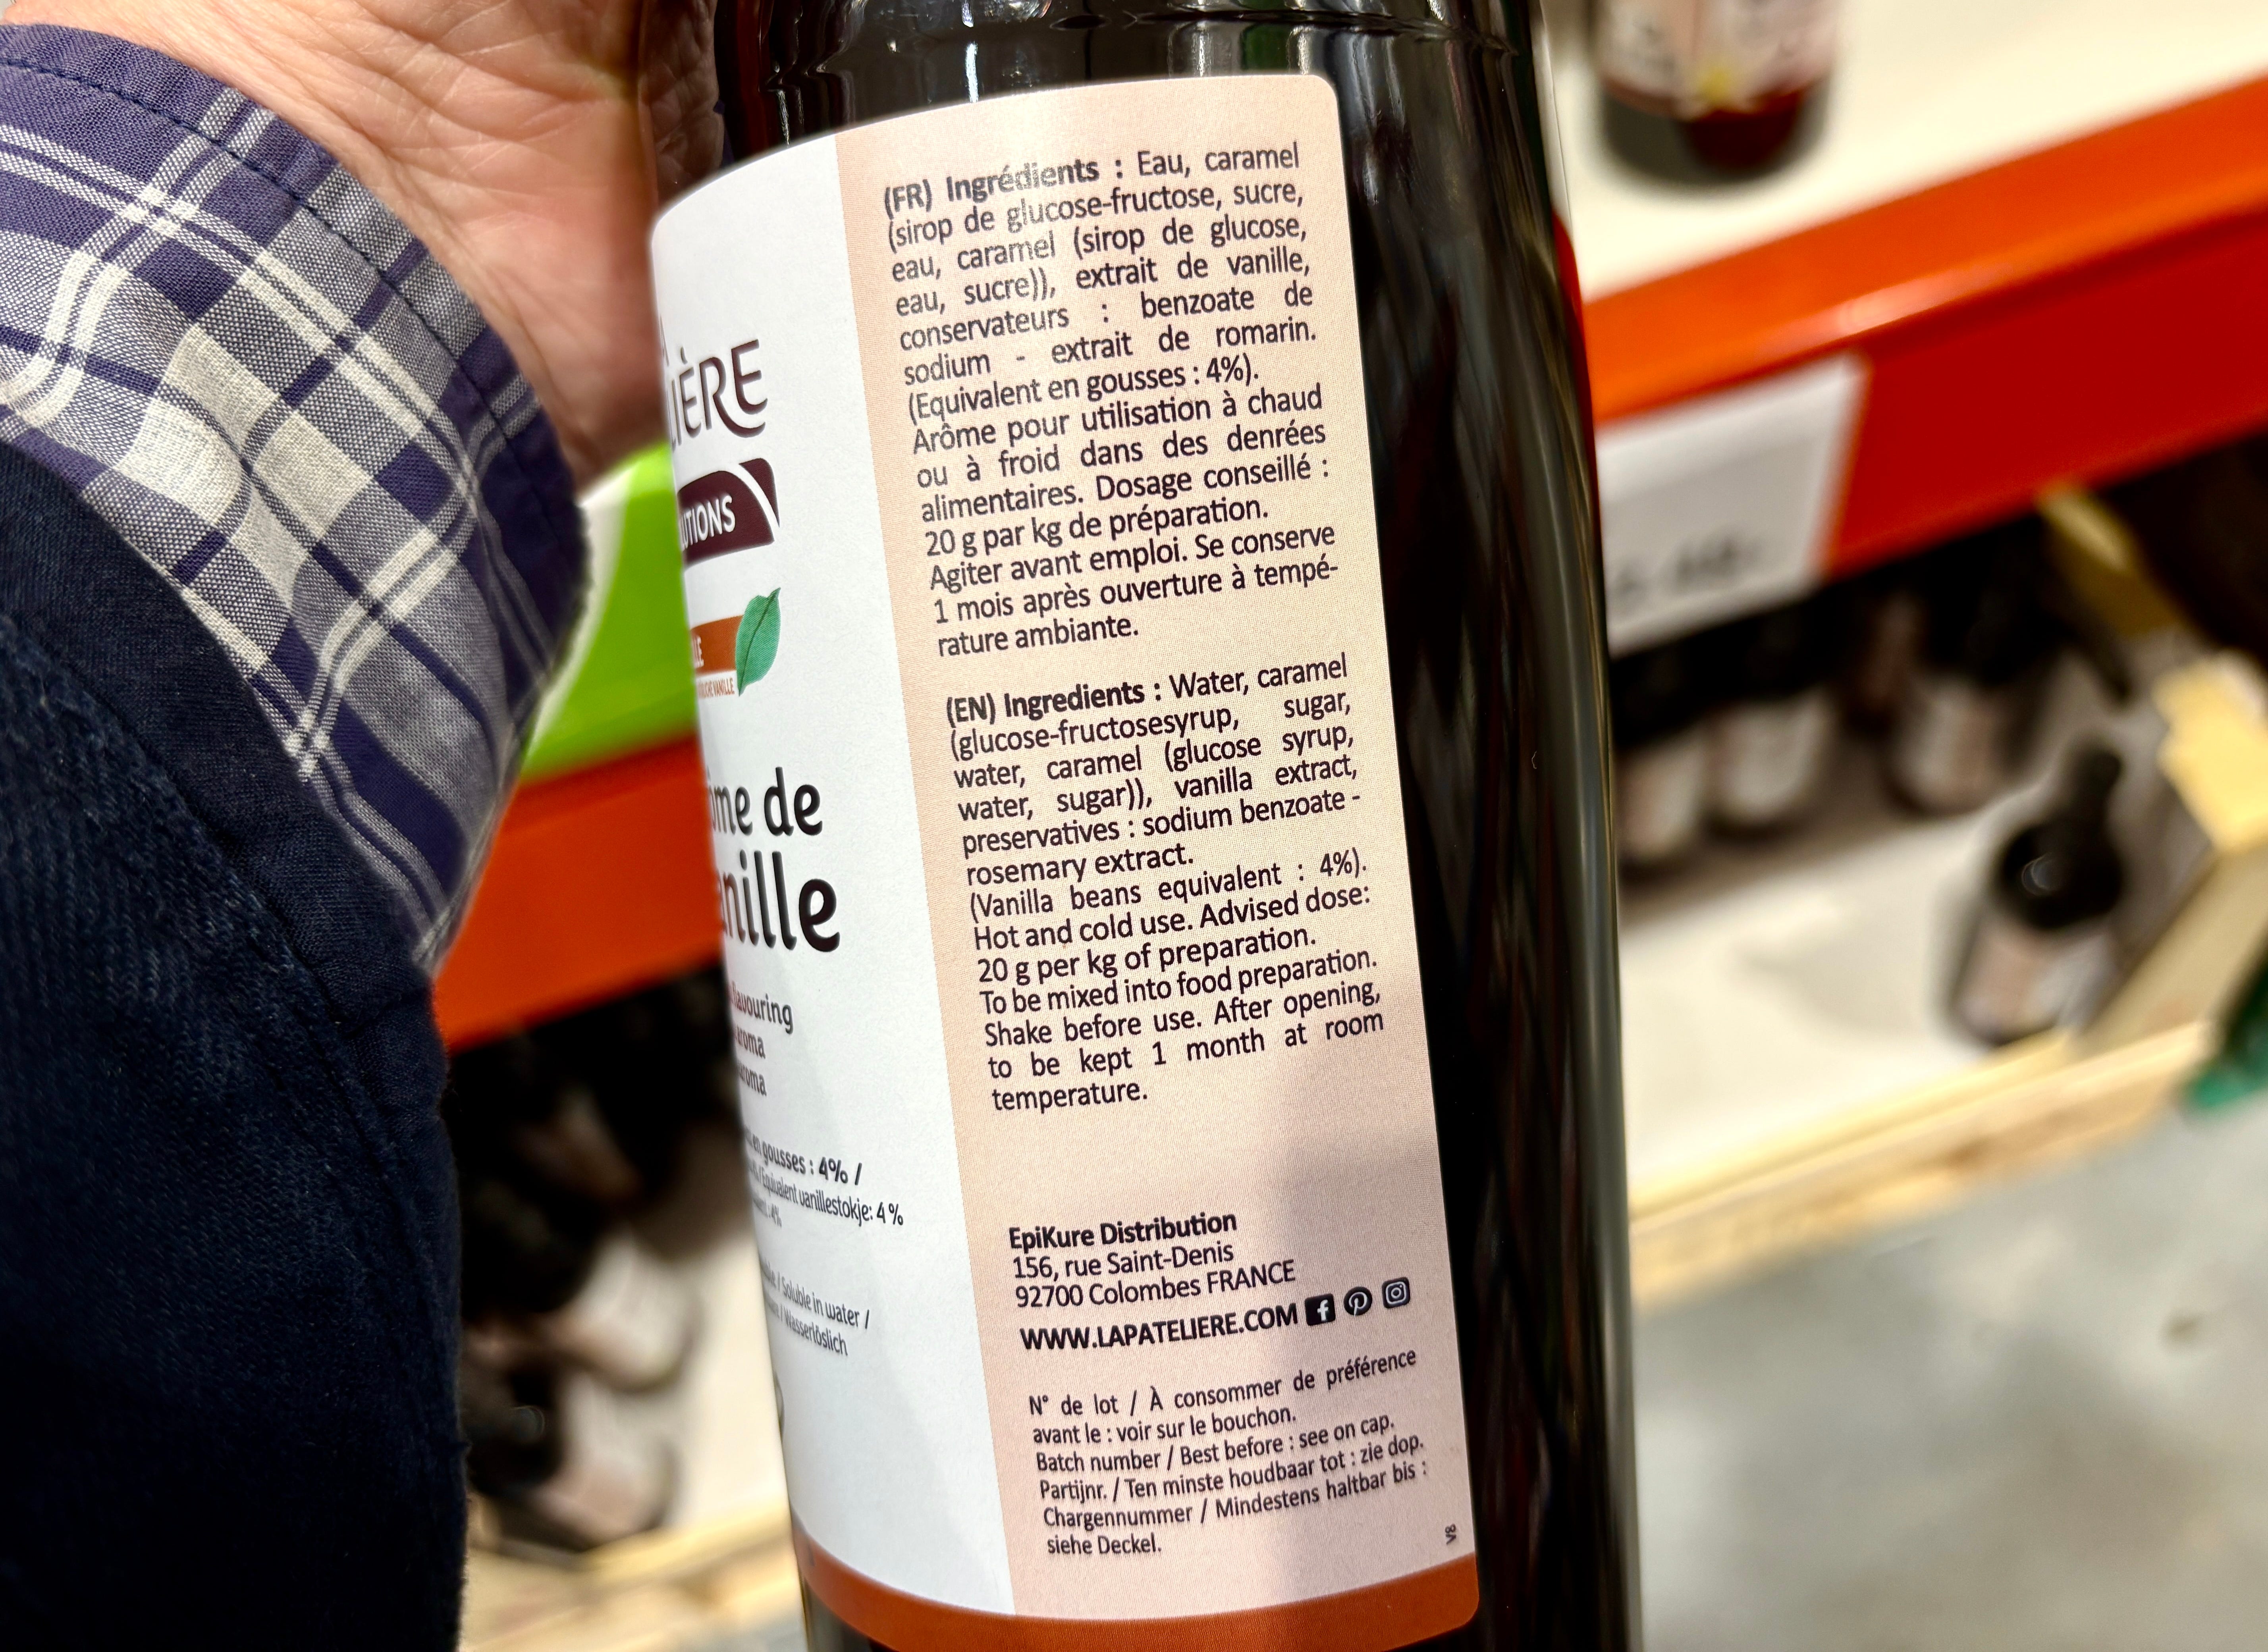 IÈRE
UTIONS
me de
nille
flavouring
aroma
aroma
en gousses : 4% /
/ Equivalent vanillestokje: 4%
: 4%
/ Soluble in water /
/ Wasserlöslich
(FR) Ingrédients : Eau, caramel
(sirop de glucose-fructose, sucre,
eau, caramel (sirop de glucose,
eau, sucre)), extrait de vanille,
conservateurs : benzoate de
sodium - extrait de romarin.
(Equivalent en gousses : 4%).
Arôme pour utilisation à chaud
ou à froid dans des denrées
alimentaires. Dosage conseillé :
20 g par kg de préparation.
Agiter avant emploi. Se conserve
1 mois après ouverture à tempé-
rature ambiante.
(EN) Ingredients : Water, caramel
(glucose-fructosesyrup, sugar,
water, caramel (glucose syrup,
water, sugar)), vanilla extract,
preservatives : sodium benzoate -
rosemary extract.
(Vanilla beans equivalent : 4%).
Hot and cold use. Advised dose:
20 g per kg of preparation.
To be mixed into food preparation.
Shake before use. After opening,
to be kept 1 month at room
temperature.
EpiKure Distribution
156, rue Saint-Denis
92700 Colombes FRANCE
WWW.LAPATELIERE.COM
N° de lot / À consommer de préférence
avant le : voir sur le bouchon.
Batch number / Best before : see on cap.
Partijnr. / Ten minste houdbaar tot : zie dop.
Chargennummer / Mindestens haltbar bis :
siehe Deckel.
V8